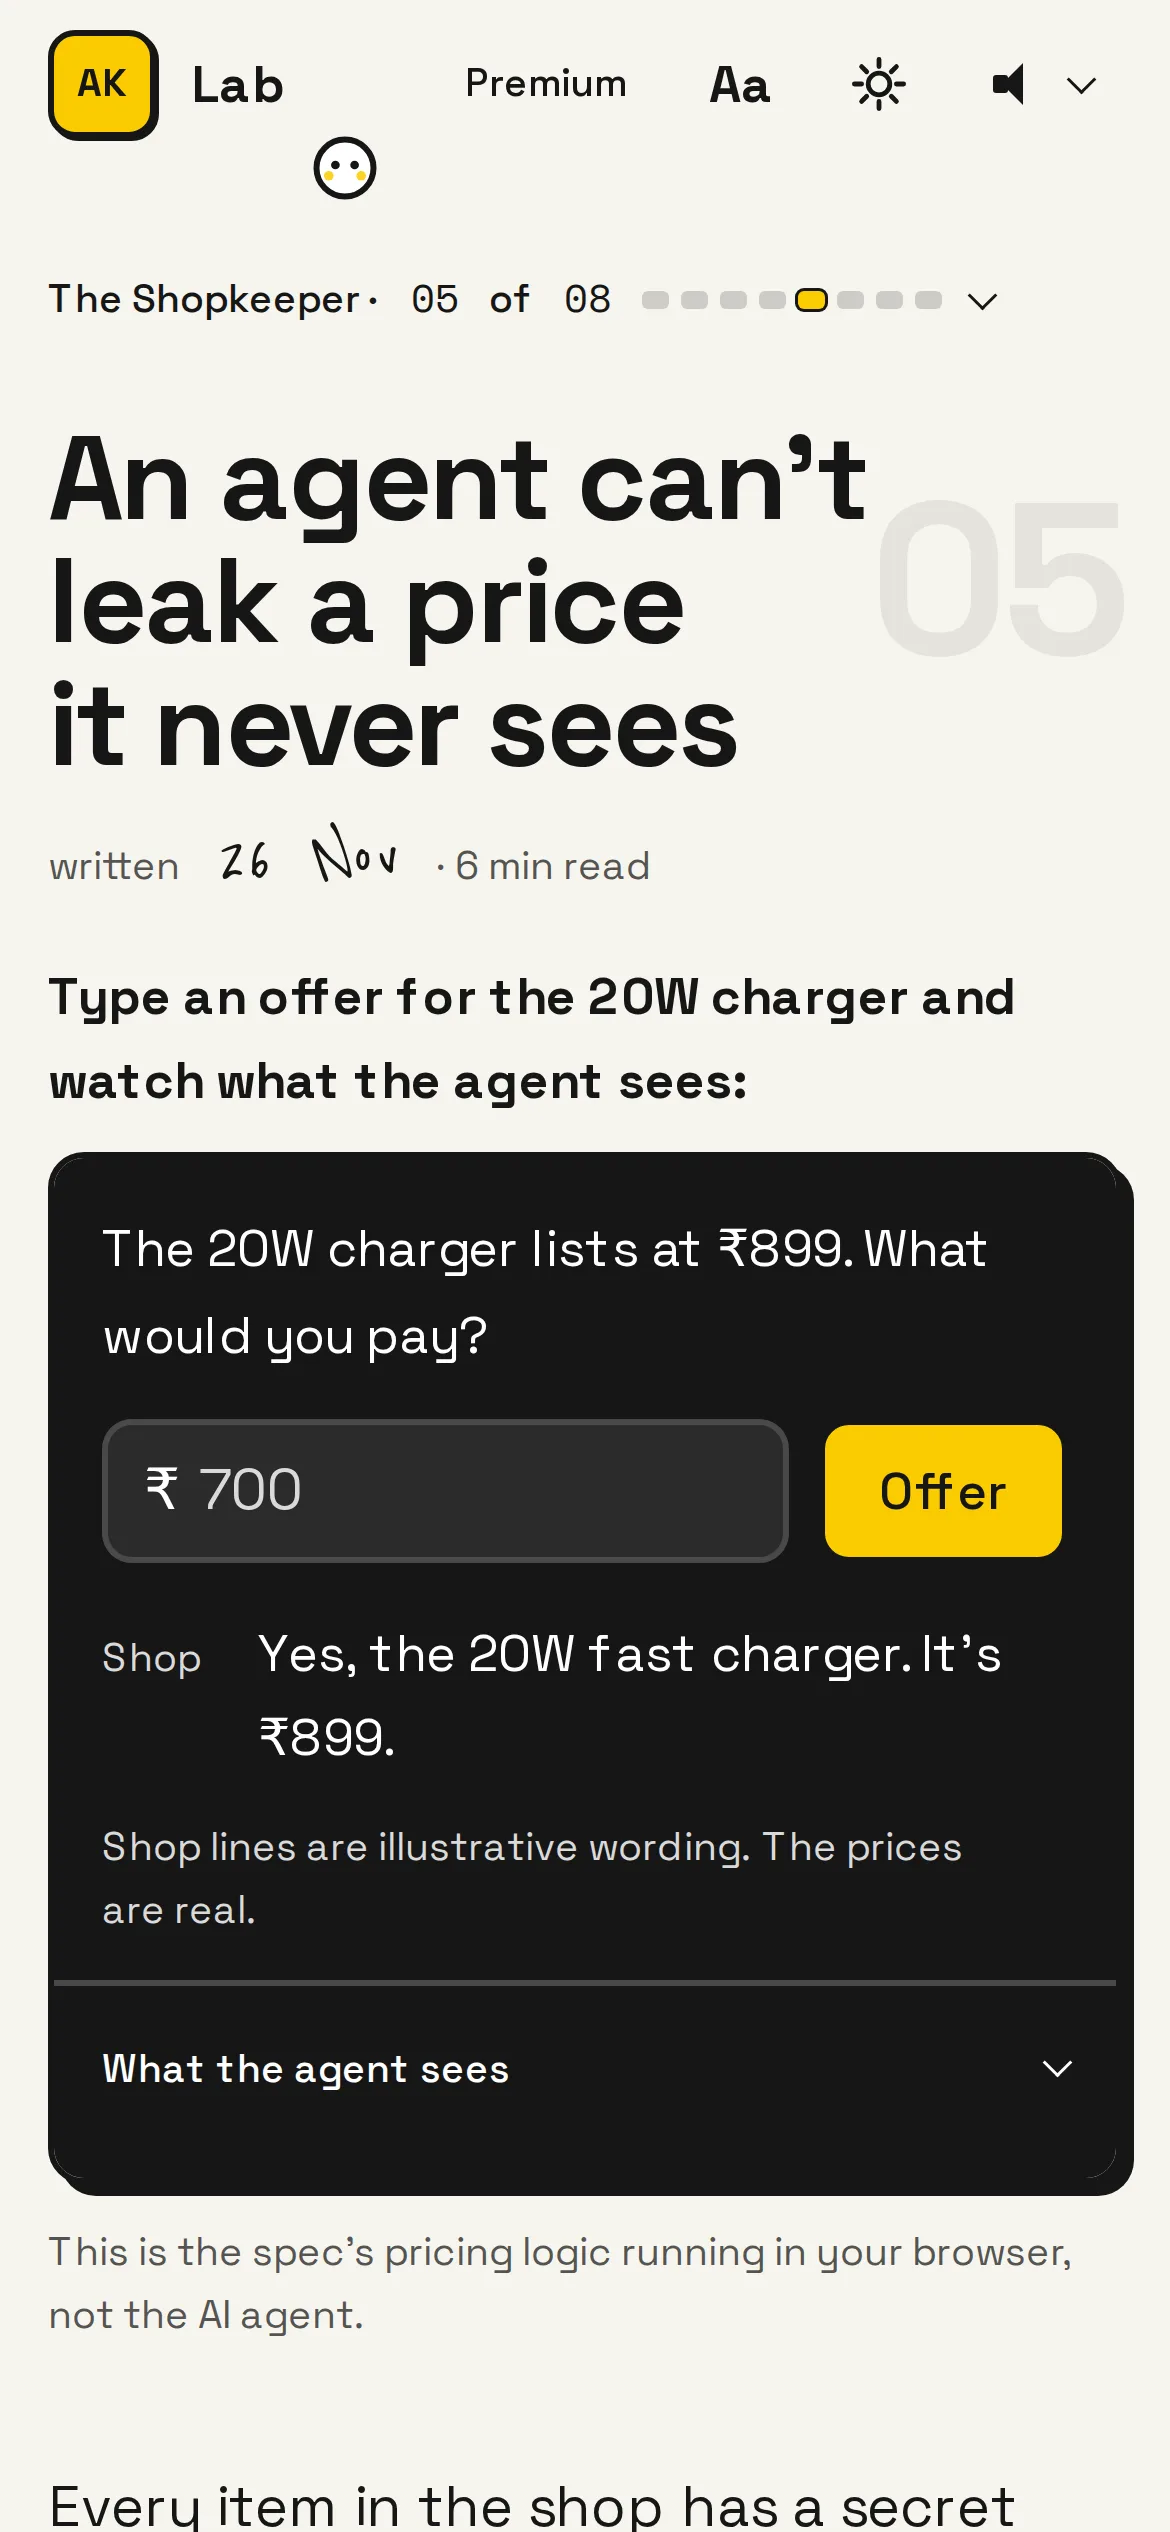 AK Lab Premium Aa
The Shopkeeper · 05 of 08
An agent can’t
leak a price
it never sees
05
written 26 Nov · 6 min read
Type an offer for the 20W charger and
watch what the agent sees:
The 20W charger lists at ₹899. What
would you pay?
₹ 700 Offer
Shop Yes, the 20W fast charger. It’s
₹899.
Shop lines are illustrative wording. The prices
are real.
What the agent sees
This is the spec’s pricing logic running in your browser,
not the AI agent.
Every item in the shop has a secret